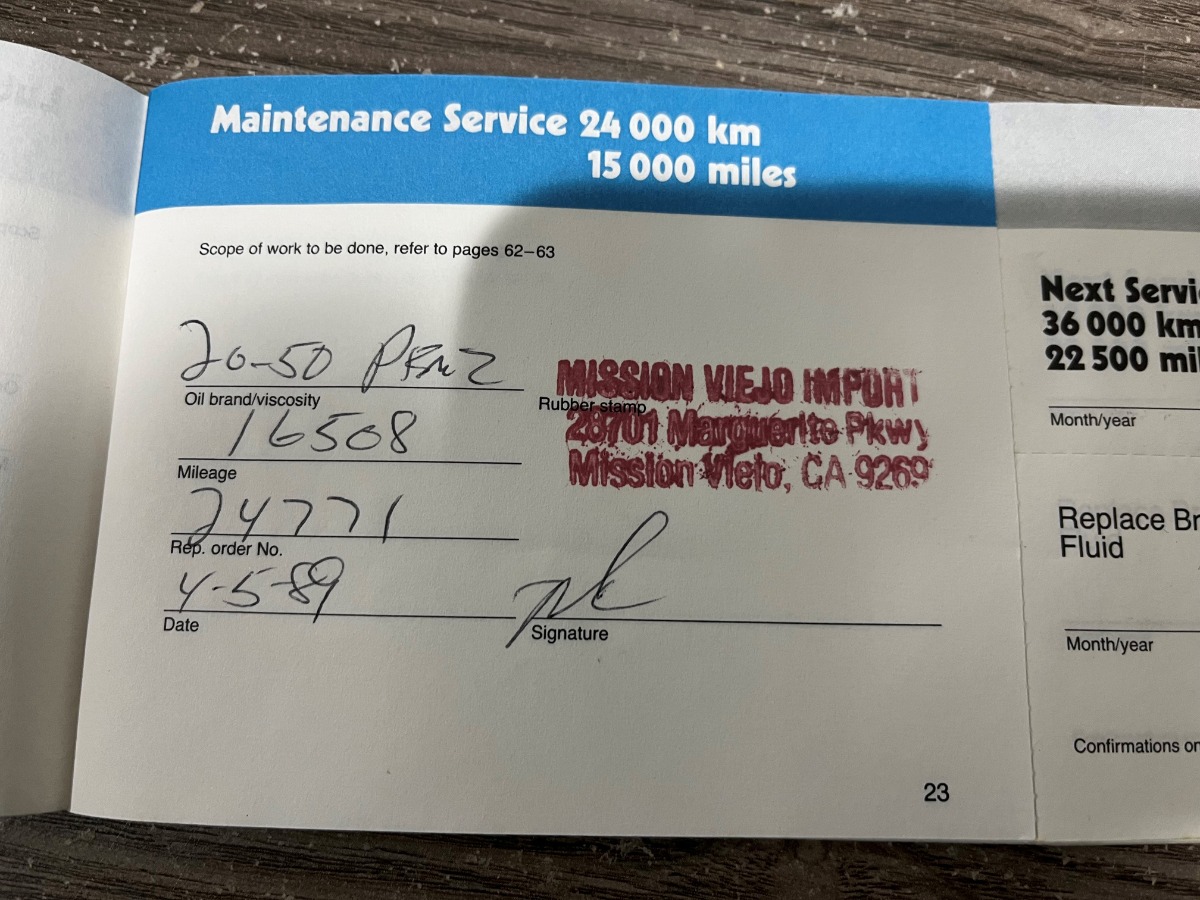 Maintenance Service 24 000 km
15 000 miles
Scope of work to be done, refer to pages 62–63
20-50 PENZ
Oil brand/viscosity
16508
Mileage
24771
Rep. order No.
4-5-89
Date
MISSION VIEJO IMPORT
Rubber stamp
28701 Marguerite Pkwy
Mission Viejo, CA 9269
Signature
23
Next Servi
36 000 km
22 500 mil
Month/year
Replace Br
Fluid
Month/year
Confirmations on